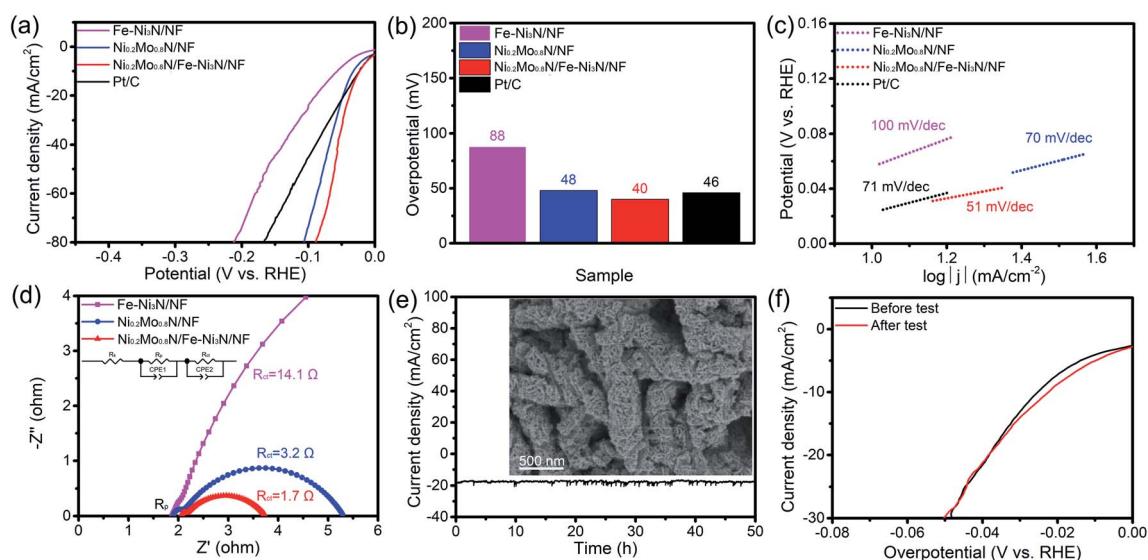 (a)
Fe-Ni₃N/NF
Ni₀.₂Mo₀.₈N/NF
Ni₀.₂Mo₀.₈N/Fe-Ni₃N/NF
Pt/C
0
-20
-40
-60
-80
-0.4
-0.3
-0.2
-0.1
0.0
Current density (mA/cm²)
Potential (V vs. RHE)
(b)
Fe-Ni₃N/NF
Ni₀.₂Mo₀.₈N/NF
Ni₀.₂Mo₀.₈N/Fe-Ni₃N/NF
Pt/C
200
150
100
50
0
88
48
40
46
Overpotential (mV)
Sample
(c)
Fe-Ni₃N/NF
Ni₀.₂Mo₀.₈N/NF
Ni₀.₂Mo₀.₈N/Fe-Ni₃N/NF
Pt/C
0.16
0.12
0.08
0.04
0.00
100 mV/dec
70 mV/dec
71 mV/dec
51 mV/dec
1.0
1.2
1.4
1.6
Potential (V vs. RHE)
log|j| (mA/cm⁻²)
(d)
Fe-Ni₃N/NF
Ni₀.₂Mo₀.₈N/NF
Ni₀.₂Mo₀.₈N/Fe-Ni₃N/NF
Rs
Rp
Rct
CPE1
CPE2
4
3
2
1
0
Rct=14.1 Ω
Rct=3.2 Ω
Rct=1.7 Ω
Rp
0
1
2
3
4
5
6
-Z" (ohm)
Z' (ohm)
(e)
100
80
60
40
20
0
-20
-40
500 nm
0
10
20
30
40
50
Current density (mA/cm²)
Time (h)
(f)
Before test
After test
0
-10
-20
-30
-0.08
-0.06
-0.04
-0.02
0.00
Current density (mA/cm²)
Overpotential (V vs. RHE)